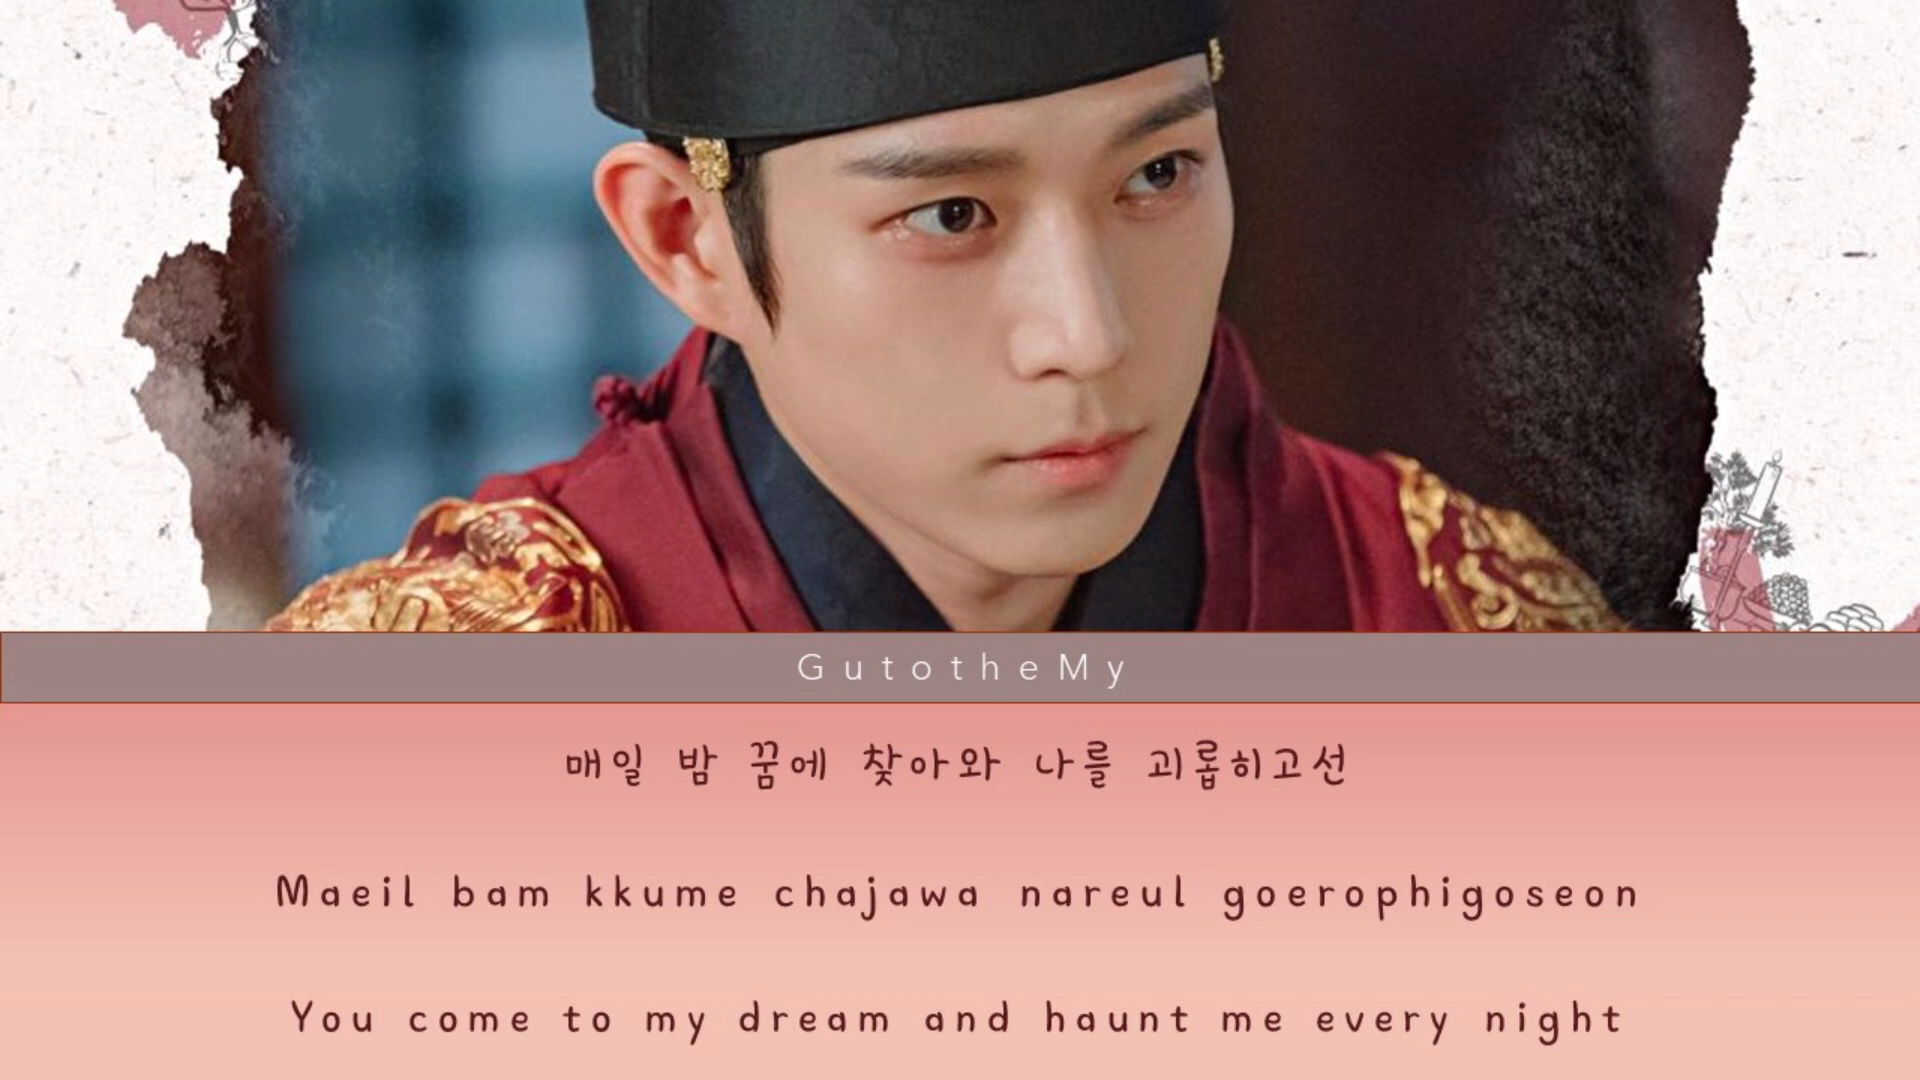 GutotheMy
매일 밤 꿈에 찾아와 나를 괴롭히고선
Maeil bam kkume chajawa nareul goerophigoseon
You come to my dream and haunt me every night